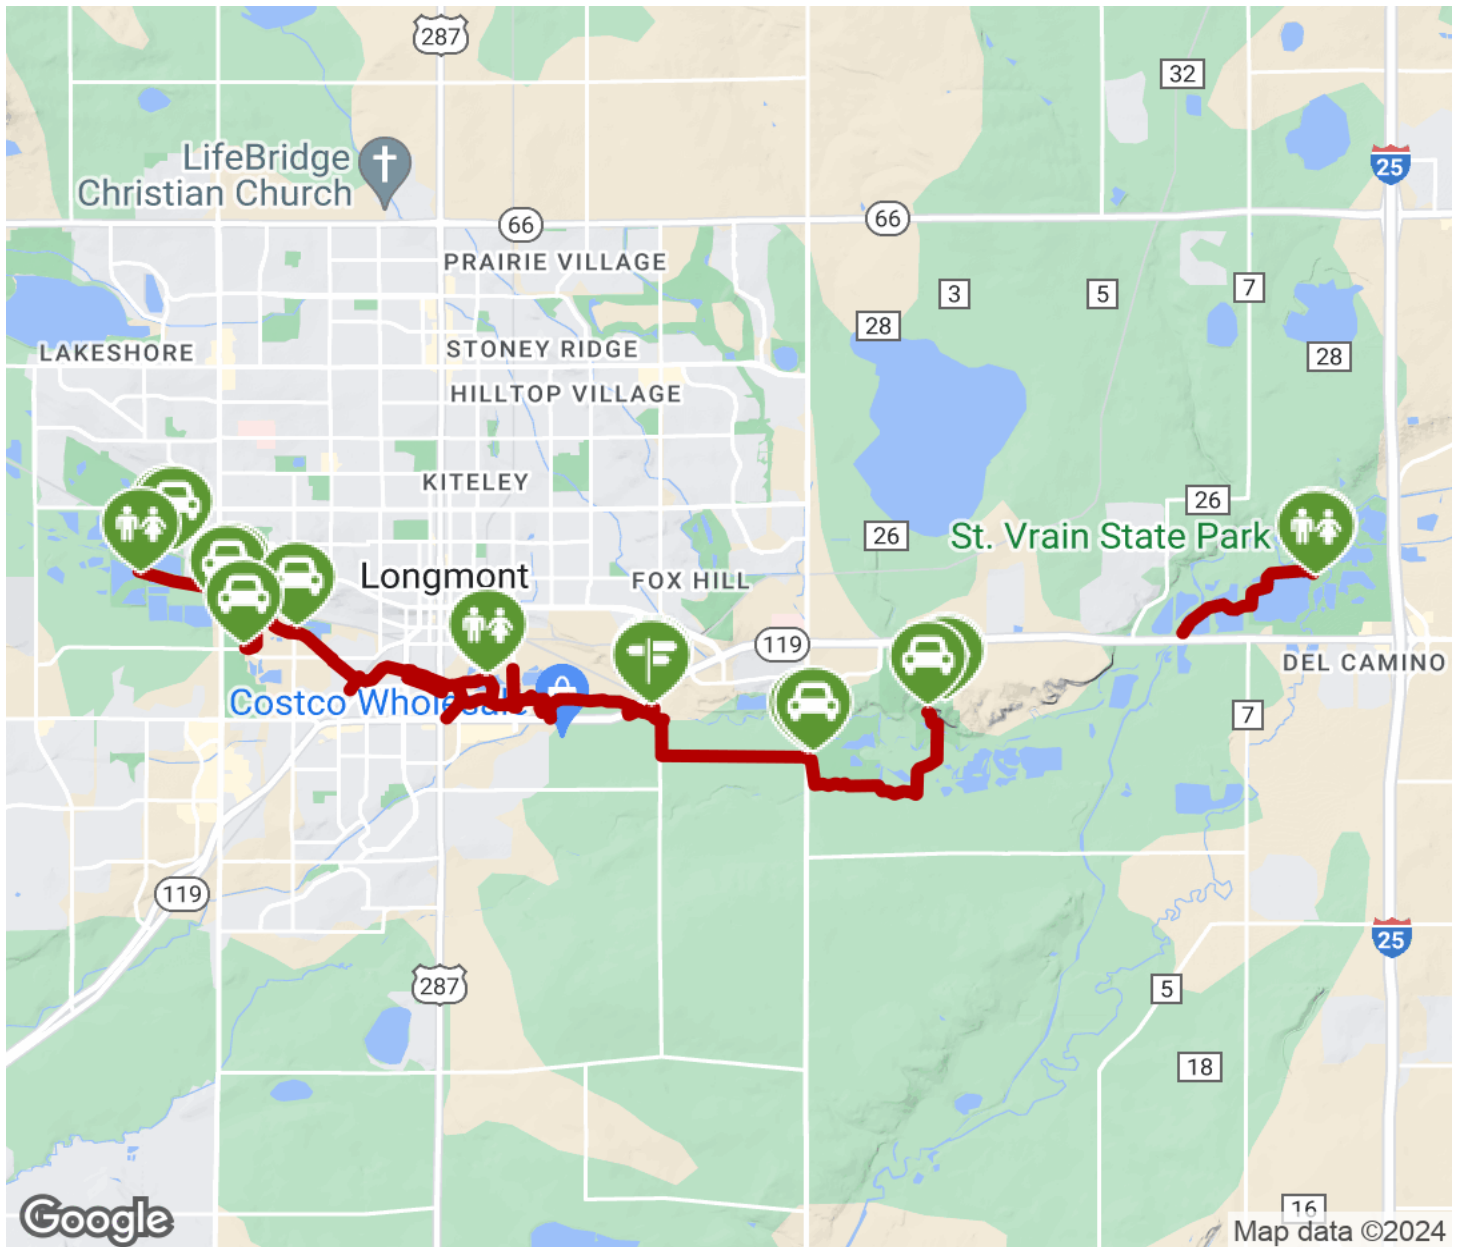 287
32
LifeBridge
Christian Church
25
66
66
PRAIRIE VILLAGE
3
5
7
28
LAKESHORE
STONEY RIDGE
28
HILLTOP VILLAGE
KITELEY
26
26
St. Vrain State Park
Longmont
FOX HILL
119
DEL CAMINO
Costco Wholesale
7
119
25
287
5
18
16
Google
Map data ©2024